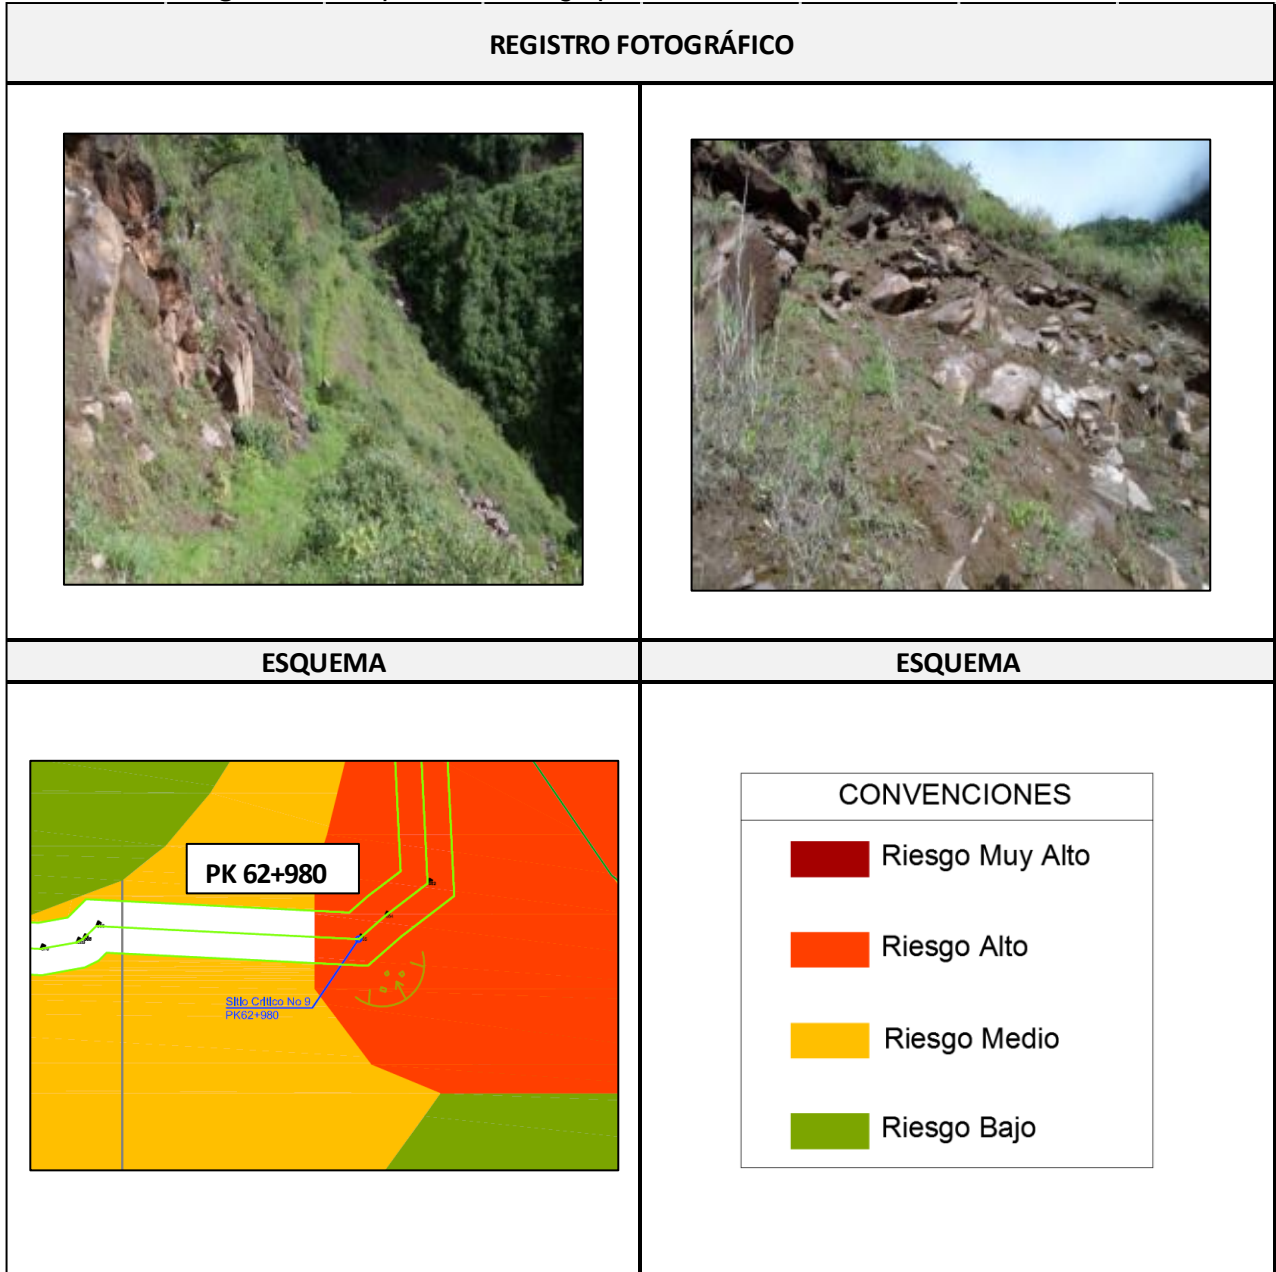 REGISTRO FOTOGRÁFICO
ESQUEMA
ESQUEMA
PK 62+980
Sitio Crítico No 9
PK62+980
CONVENCIONES
Riesgo Muy Alto
Riesgo Alto
Riesgo Medio
Riesgo Bajo